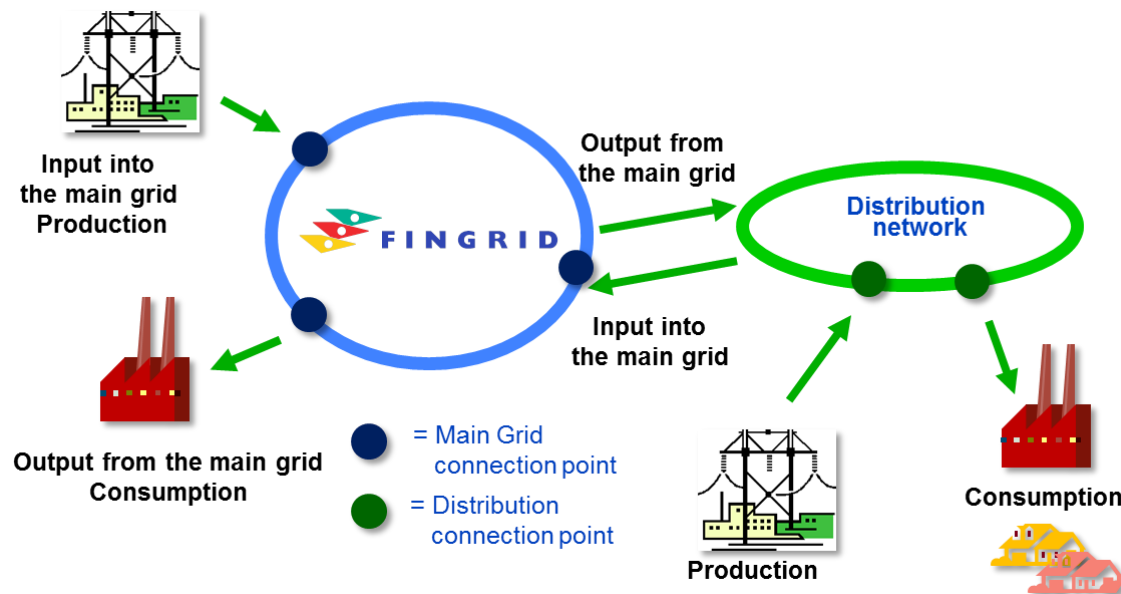 Input into
the main grid
Production
FINGRID
Output from
the main grid
Distribution
network
Input into
the main grid
Output from the main grid
Consumption
= Main Grid
connection point
= Distribution
connection point
Production
Consumption